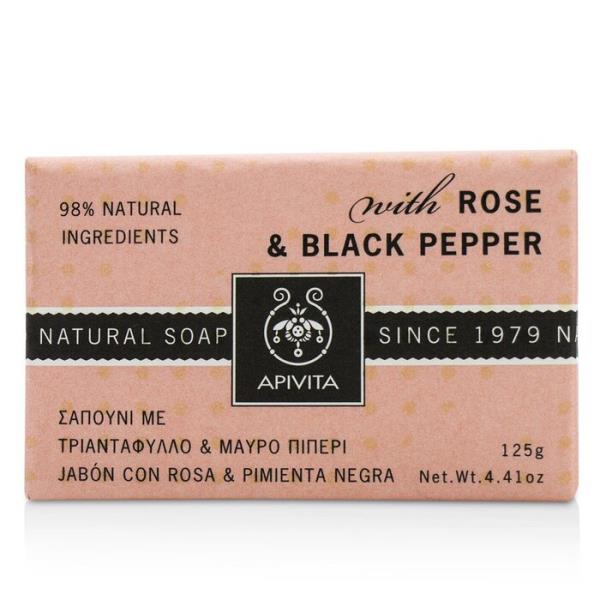 98% NATURAL
INGREDIENTS
with ROSE
& BLACK PEPPER
NATURAL SOAP
APIVITA
SINCE 1979 NA
ΣΑΠΟΥΝΙ ΜΕ
ΤΡΙΑΝΤΑΦΥΛΛΟ & ΜΑΥΡΟ ΠΙΠΕΡΙ
JABÓN CON ROSA & PIMIENTA NEGRA
125g
Net.Wt.4.41oz